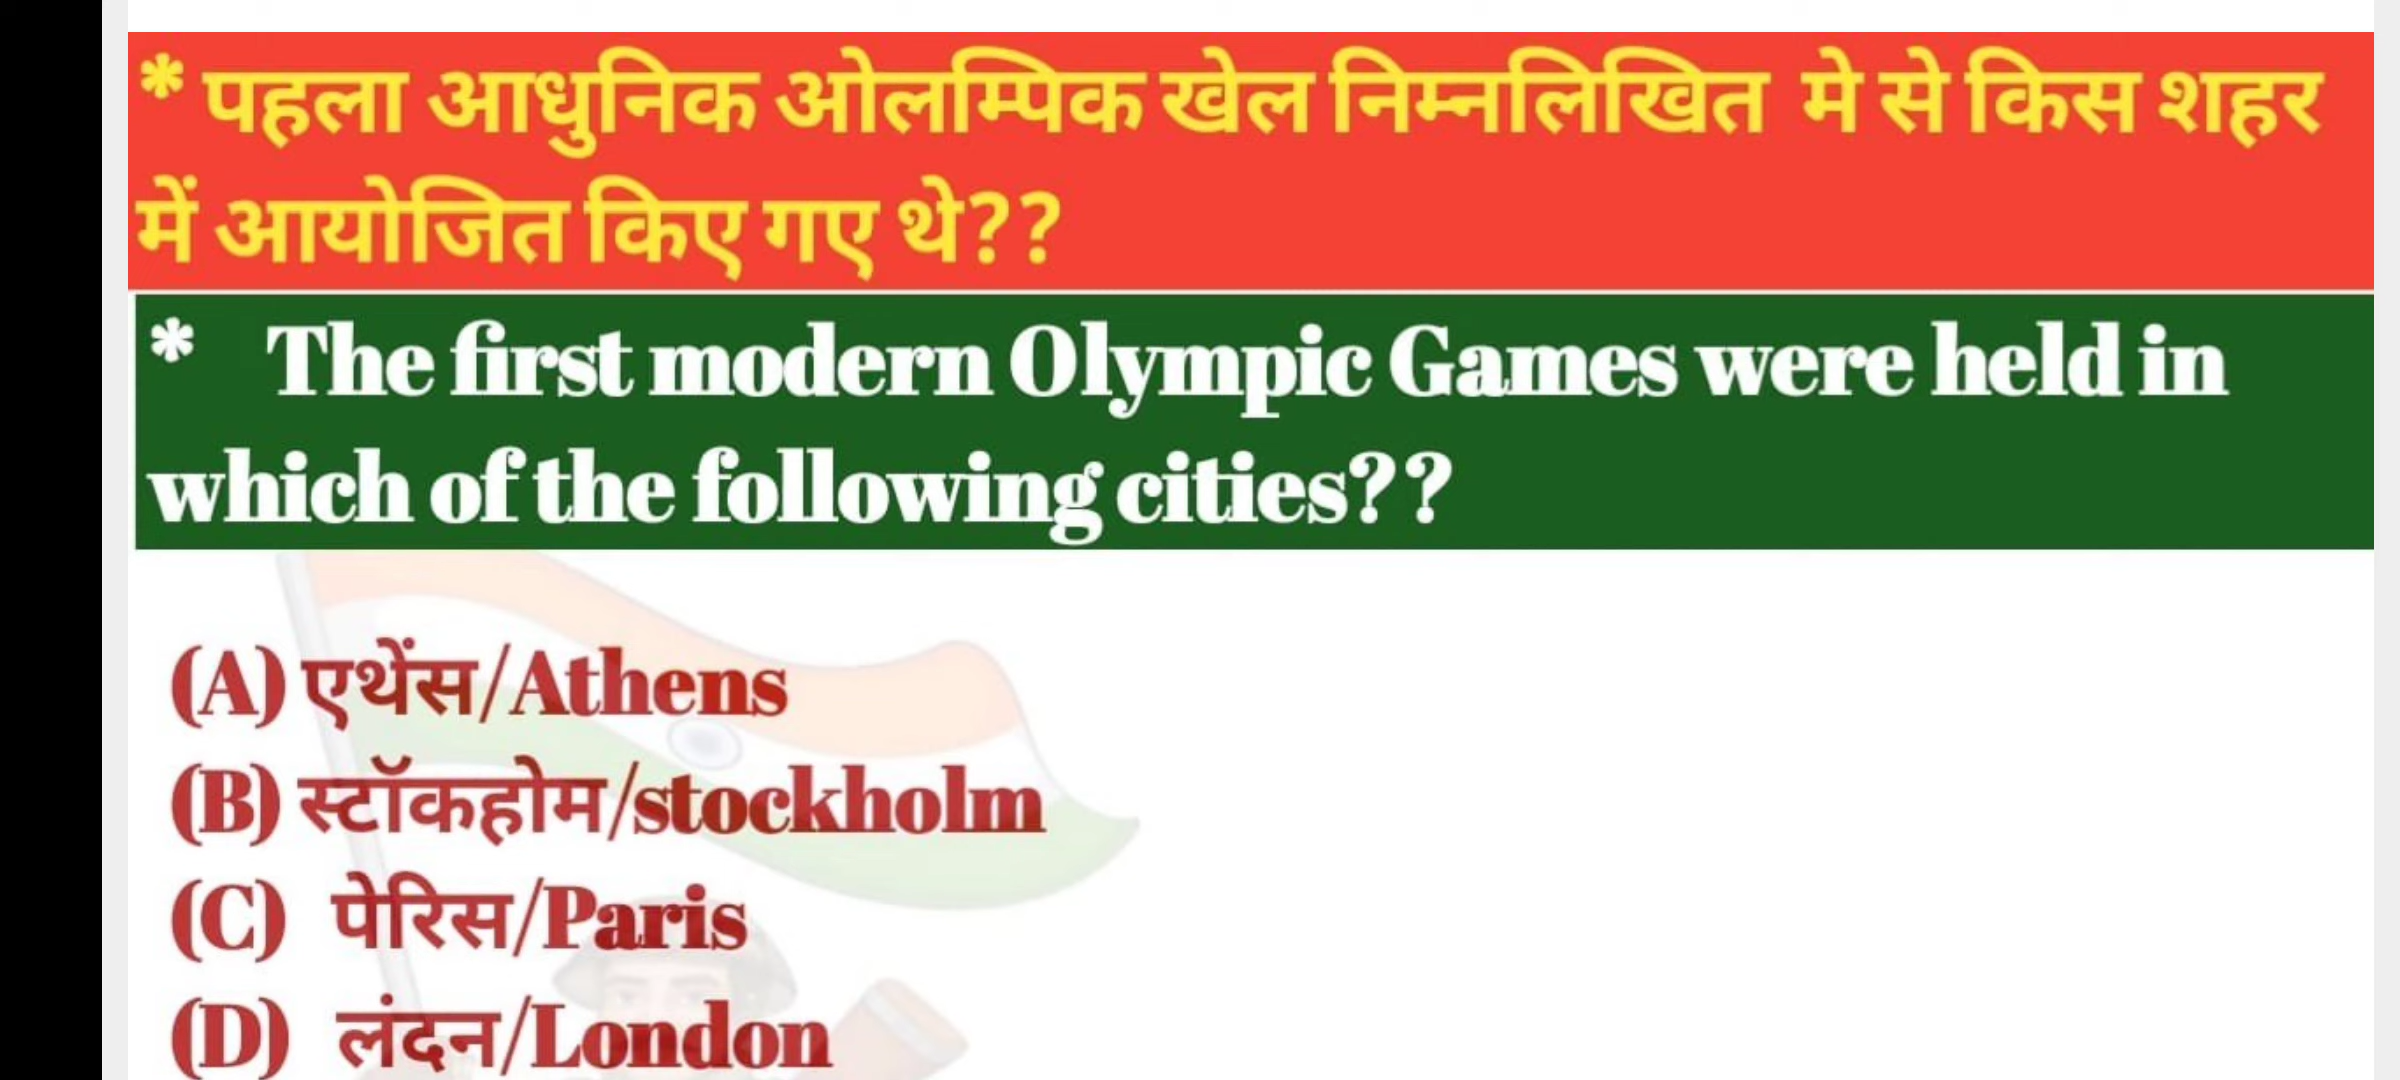 * पहला आधुनिक ओलम्पिक खेल निम्नलिखित मे से किस शहर
में आयोजित किए गए थे??
* The first modern Olympic Games were held in
which of the following cities??
(A) एथेंस/Athens
(B) स्टॉकहोम/stockholm
(C) पेरिस/Paris
(D) लंदन/London